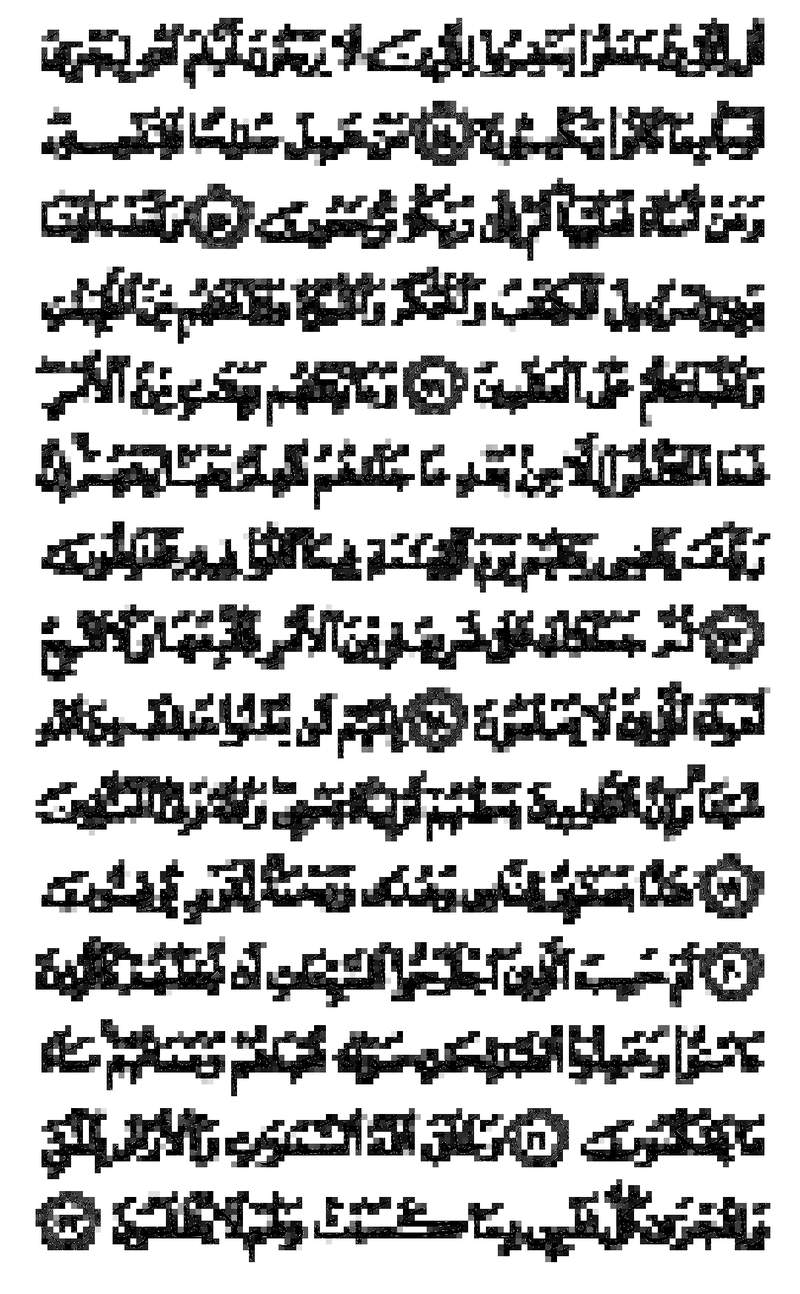 قل للذين ءامنوا يغفروا للذين لا يرجون أيام الله ليجزي
قوما بما كانوا يكسبون ١٤ من عمل صالحا فلنفسه
ومن أساء فعليها ثم إلى ربكم ترجعون ١٥ ولقد ءاتينا
بني إسراءيل الكتاب والحكم والنبوة ورزقناهم من الطيبات
وفضلناهم على العالمين ١٦ وءاتيناهم بينات من الأمر
فما اختلفوا إلا من بعد ما جاءهم العلم بغيا بينهم إن
ربك يقضي بينهم يوم القيامة فيما كانوا فيه يختلفون
١٧ ثم جعلناك على شريعة من الأمر فاتبعها ولا تتبع
أهواء الذين لا يعلمون ١٨ إنهم لن يغنوا عنك من الله
شيئا وإن الظالمين بعضهم أولياء بعض والله ولي المتقين
١٩ هذا بصائر للناس وهدى ورحمة لقوم يوقنون
٢٠ أم حسب الذين اجترحوا السيئات أن نجعلهم كالذين
ءامنوا وعملوا الصالحات سواء محياهم ومماتهم ساء
ما يحكمون ٢١ وخلق الله السماوات والأرض بالحق
ولتجزى كل نفس بما كسبت وهم لا يظلمون ٢٢